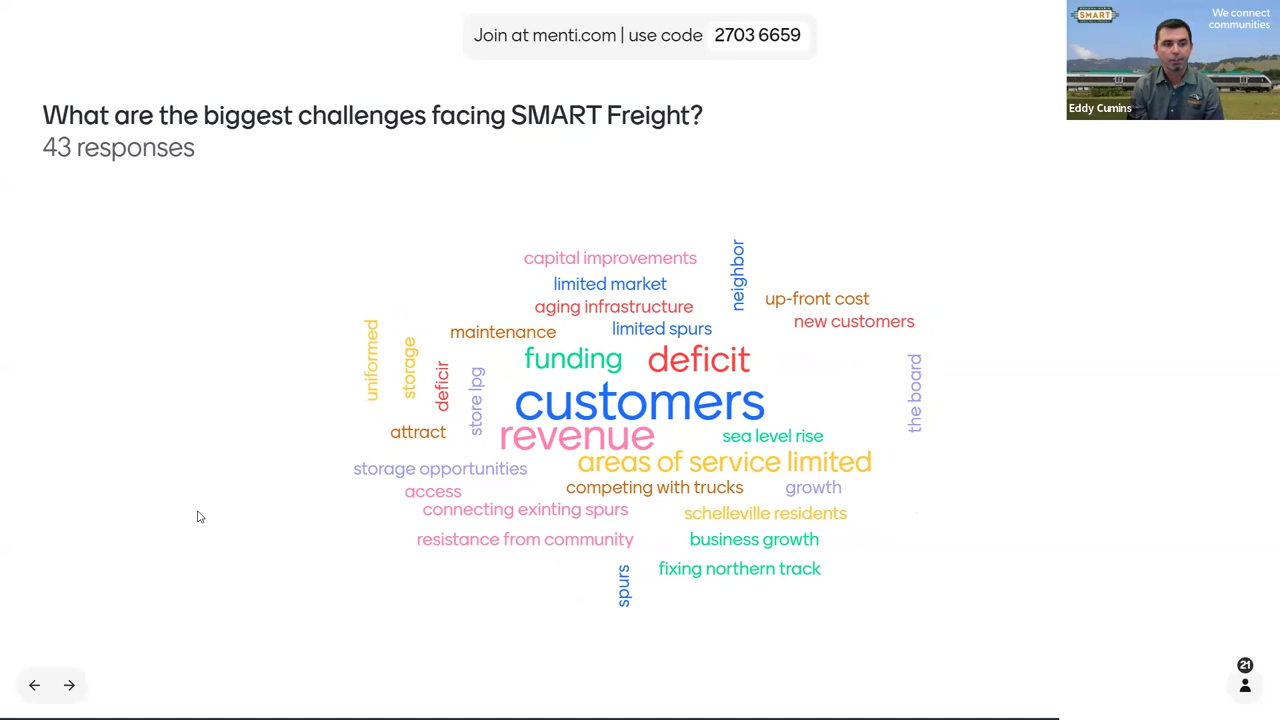 Join at menti.com | use code 2703 6659
SMART
We connect
communities
Eddy Cumins
What are the biggest challenges facing SMART Freight?
43 responses
capital improvements
neighbor
limited market
up-front cost
aging infrastructure
new customers
maintenance
limited spurs
uniformed
storage
deficir
store lpg
funding
deficit
the board
customers
attract
revenue
sea level rise
storage opportunities
areas of service limited
access
competing with trucks
growth
connecting exinting spurs
schelleville residents
resistance from community
business growth
spurs
fixing northern track
21